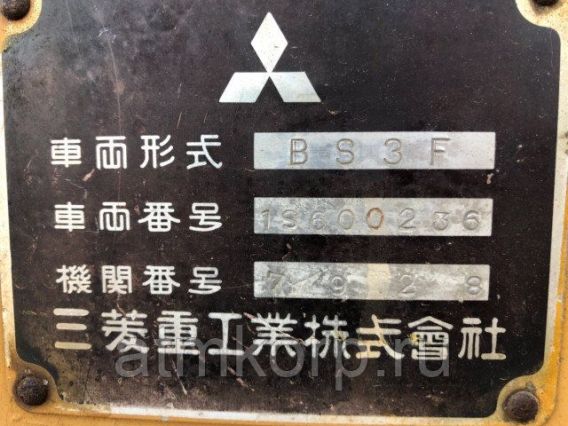 車両形式 BS3F
車両番号 1S600236
機関番号 7928
三菱重工業株式會社
atmkorp.ru